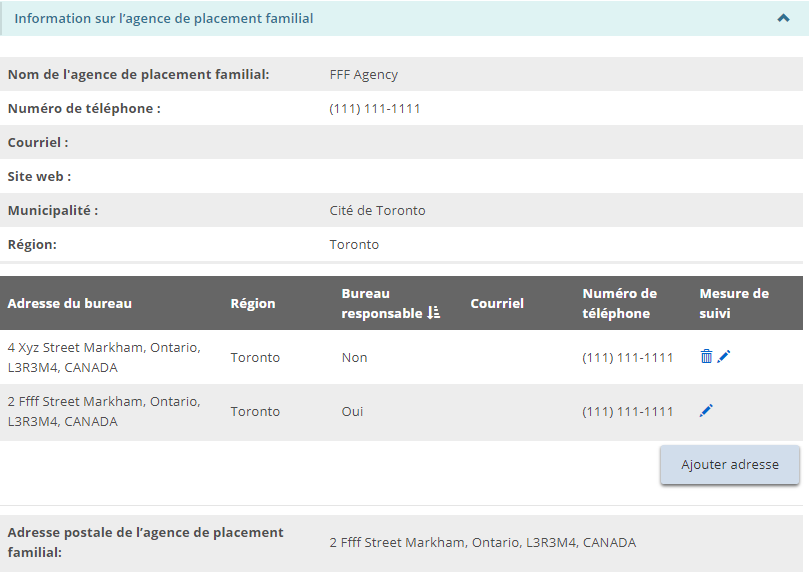 Information sur l’agence de placement familial
Nom de l'agence de placement familial: FFF Agency
Numéro de téléphone : (111) 111-1111
Courriel :
Site web :
Municipalité : Cité de Toronto
Région: Toronto
Adresse du bureau Région Bureau responsable Courriel Numéro de téléphone Mesure de suivi
4 Xyz Street Markham, Ontario, L3R3M4, CANADA Toronto Non (111) 111-1111
2 Ffff Street Markham, Ontario, L3R3M4, CANADA Toronto Oui (111) 111-1111
Ajouter adresse
Adresse postale de l’agence de placement familial: 2 Ffff Street Markham, Ontario, L3R3M4, CANADA